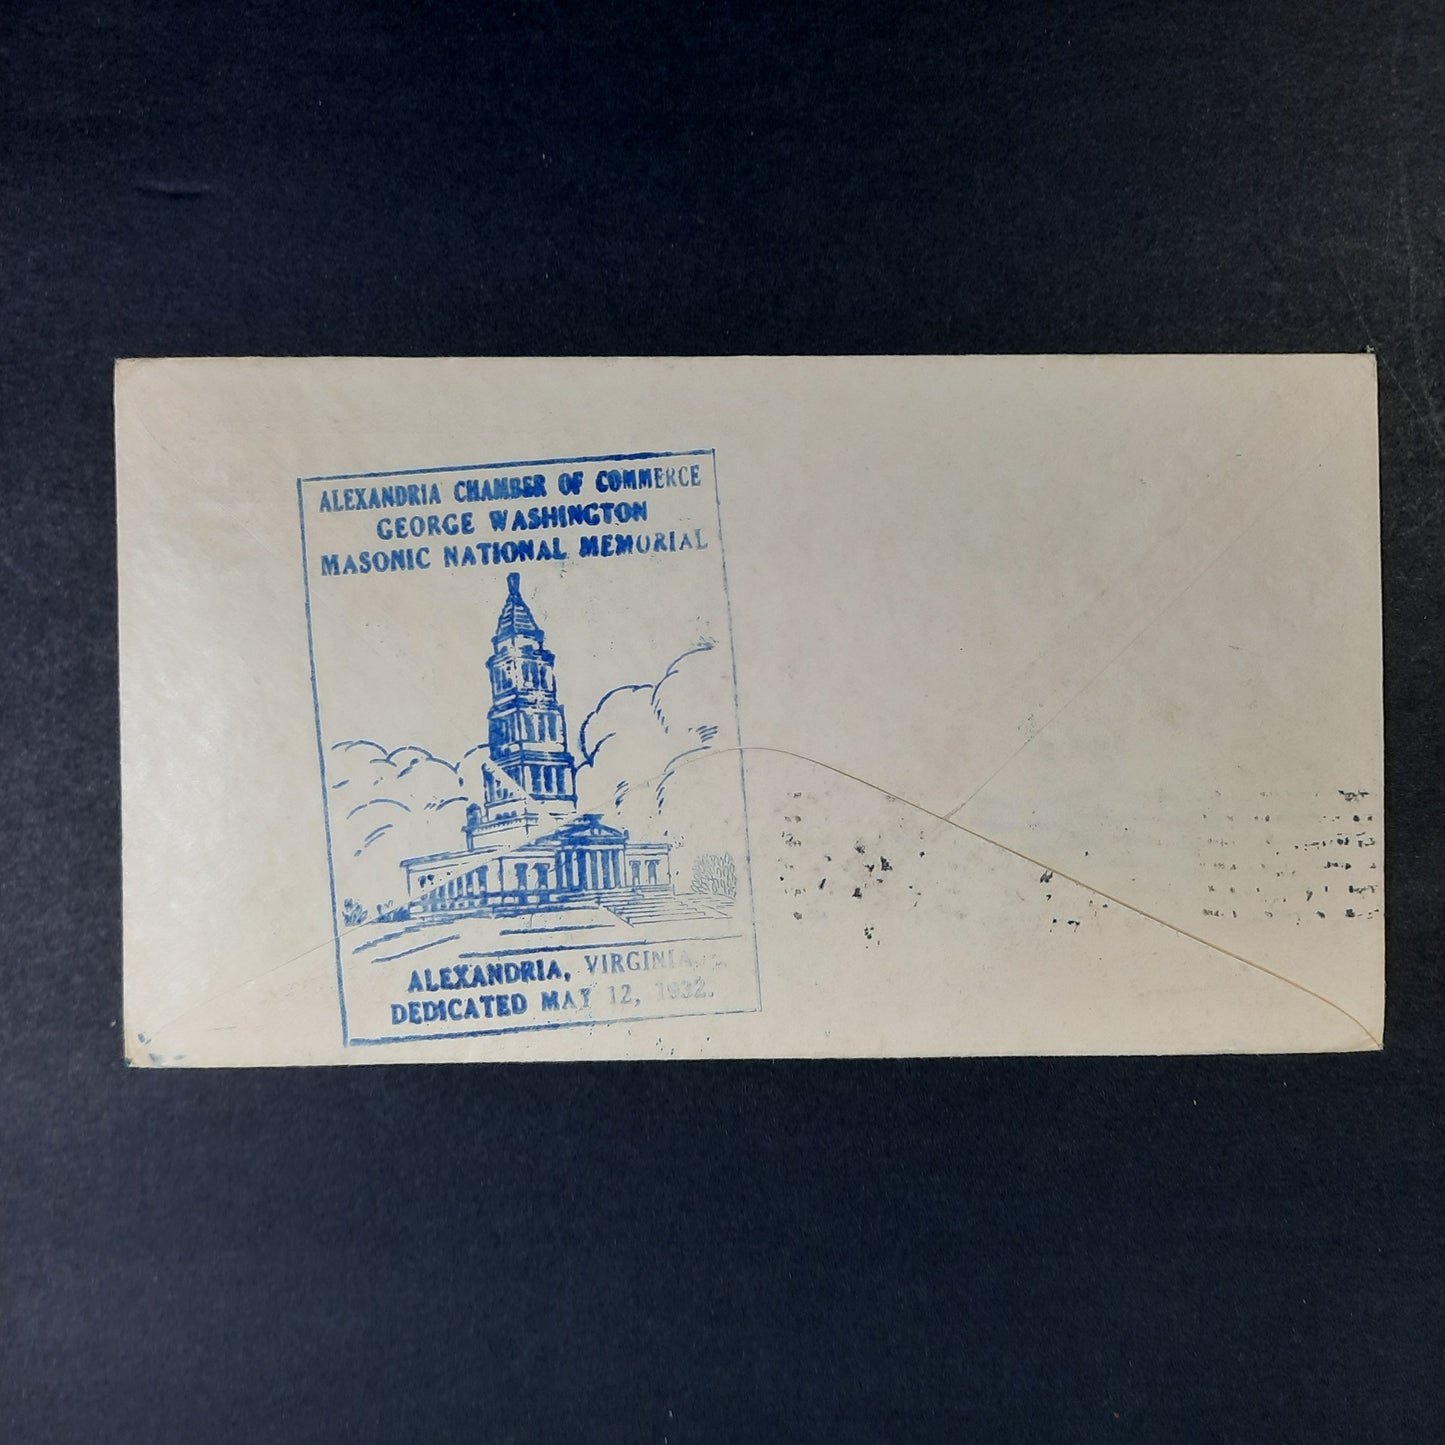 ALEXANDRIA CHAMBER OF COMMERCE
GEORGE WASHINGTON
MASONIC NATIONAL MEMORIAL
ALEXANDRIA, VIRGINIA
DEDICATED MAY 12, 1932.